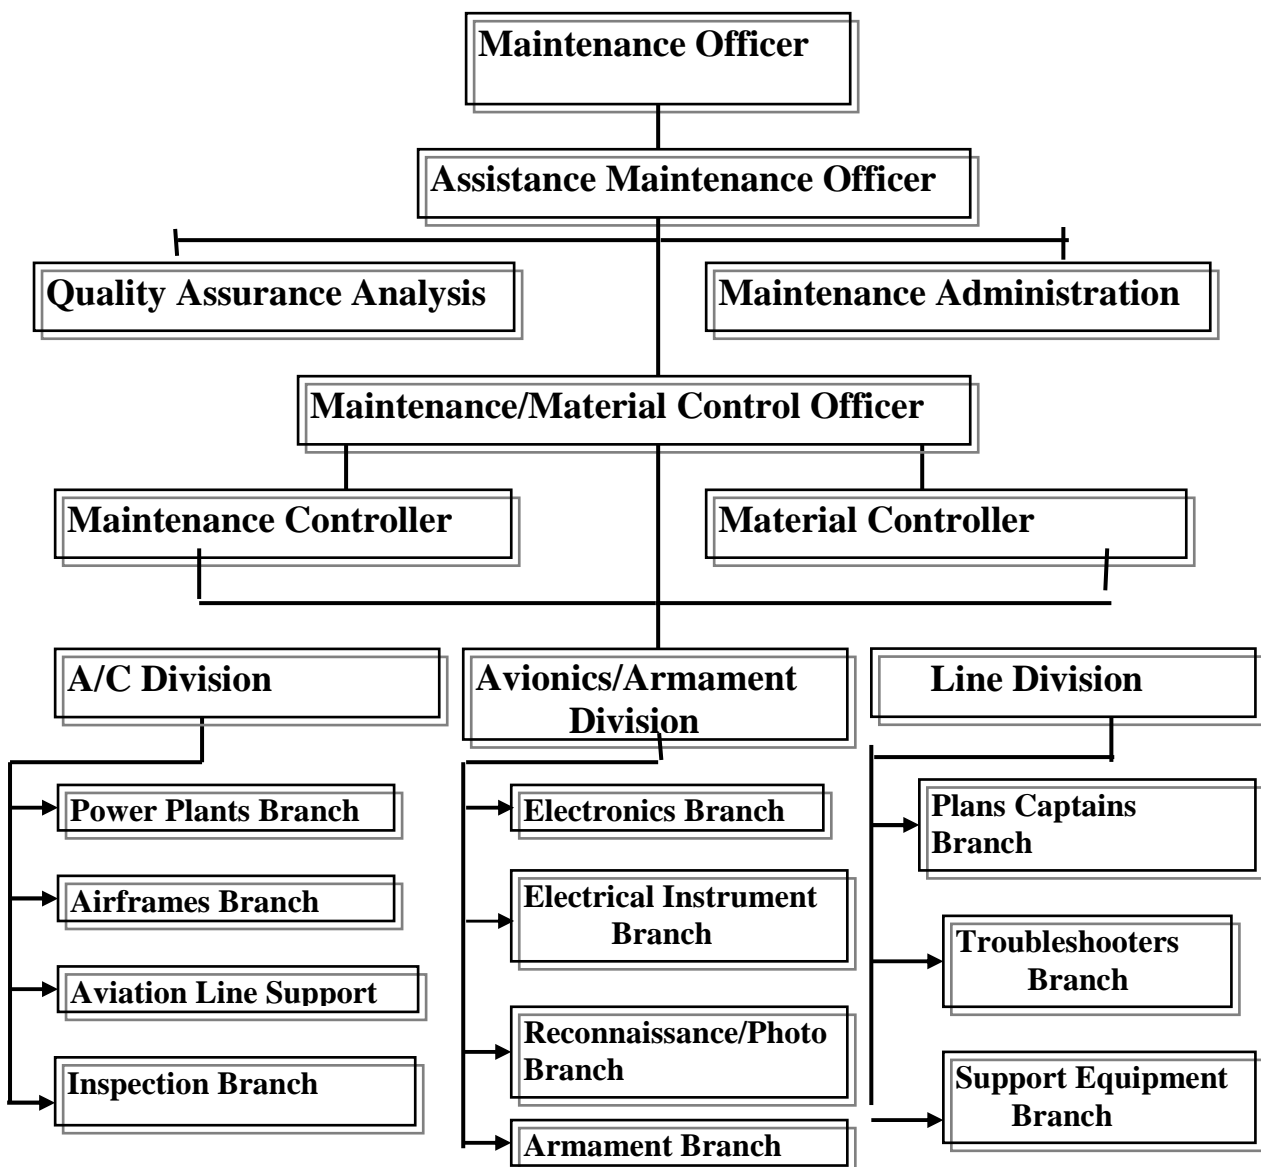 Maintenance Officer
Assistance Maintenance Officer
Quality Assurance Analysis
Maintenance Administration
Maintenance/Material Control Officer
Maintenance Controller
Material Controller
A/C Division
Power Plants Branch
Airframes Branch
Aviation Line Support
Inspection Branch
Avionics/Armament
Division
Electronics Branch
Electrical Instrument
Branch
Reconnaissance/Photo
Branch
Armament Branch
Line Division
Plans Captains
Branch
Troubleshooters
Branch
Support Equipment
Branch